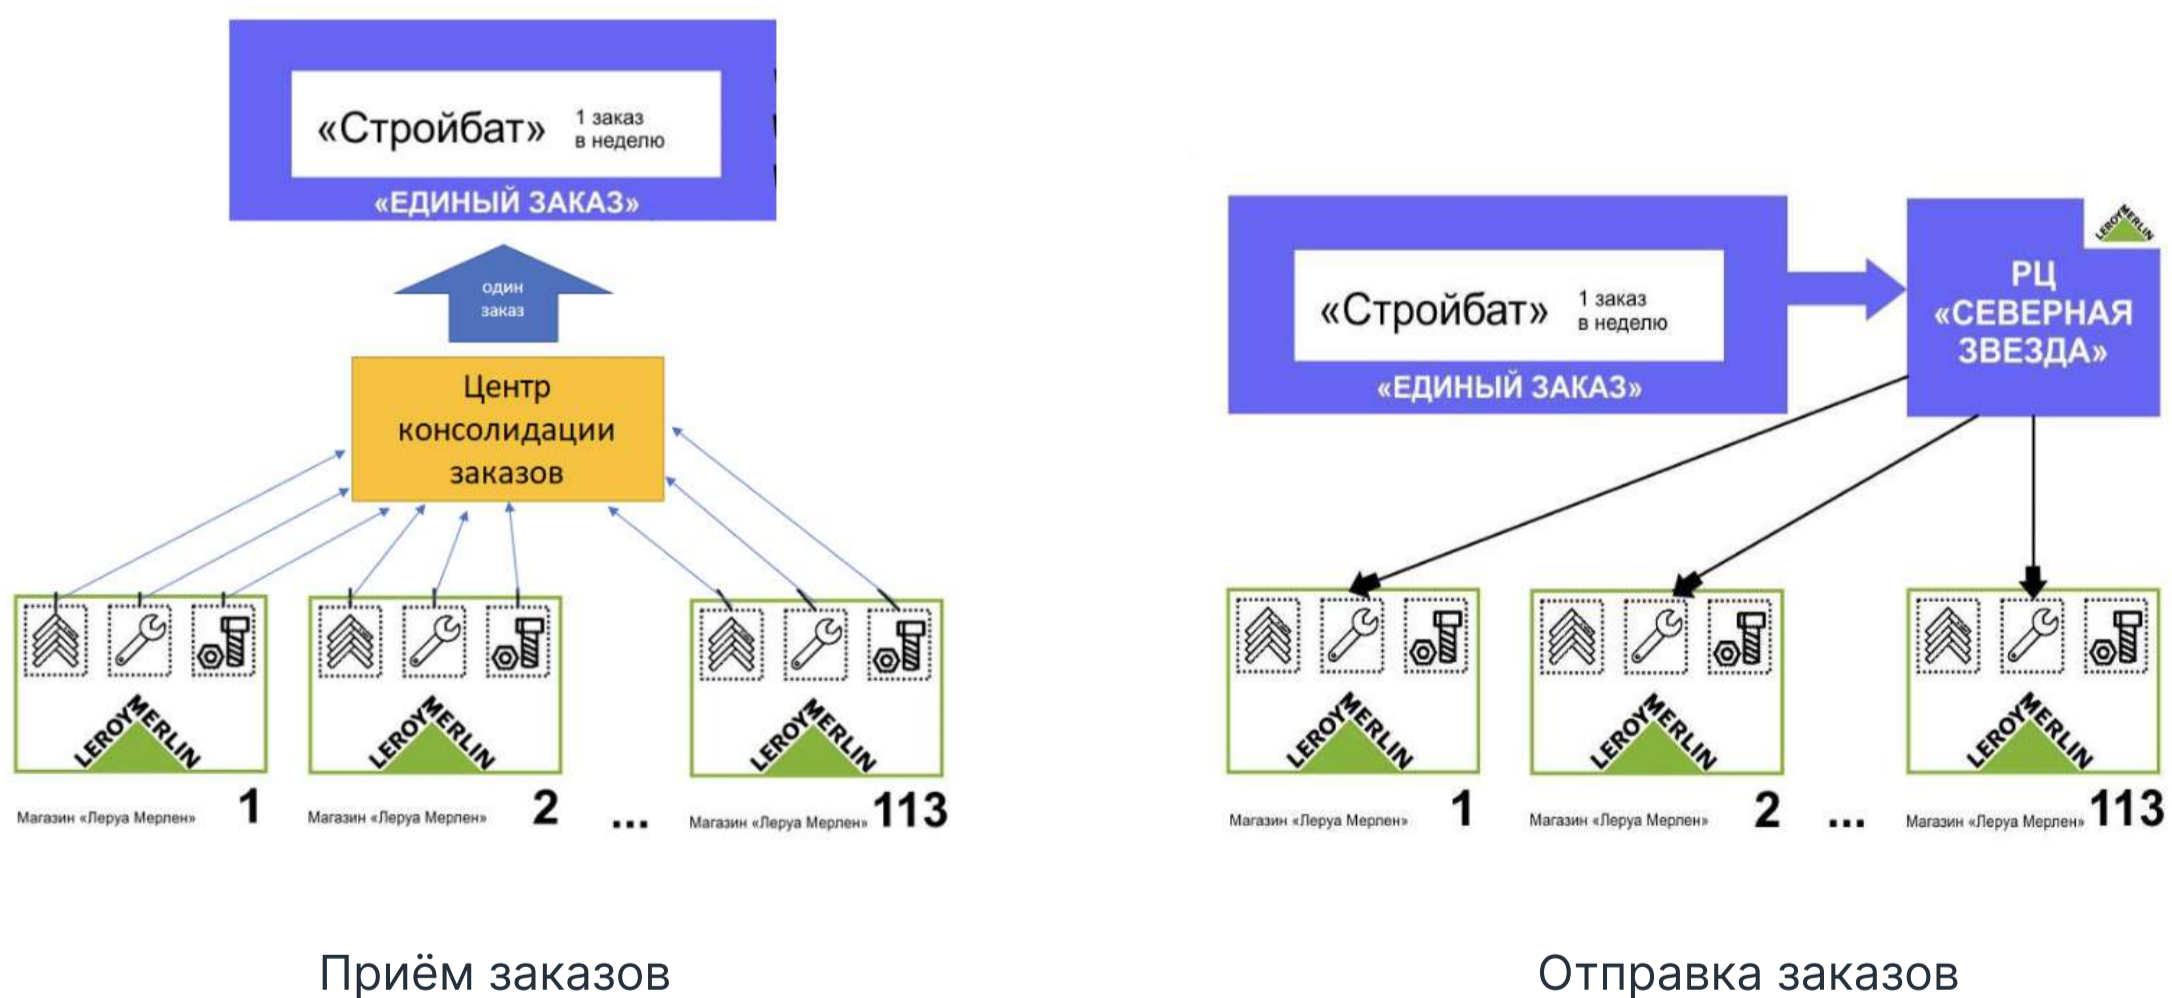 «Стройбат»
1 заказ
в неделю
«ЕДИНЫЙ ЗАКАЗ»
один
заказ
Центр
консолидации
заказов
LEROY MERLIN
LEROY MERLIN
LEROY MERLIN
Магазин «Леруа Мерлен» 1
Магазин «Леруа Мерлен» 2
...
Магазин «Леруа Мерлен» 113
Приём заказов
«Стройбат»
1 заказ
в неделю
«ЕДИНЫЙ ЗАКАЗ»
LEROY MERLIN
РЦ
«СЕВЕРНАЯ
ЗВЕЗДА»
LEROY MERLIN
LEROY MERLIN
LEROY MERLIN
Магазин «Леруа Мерлен» 1
Магазин «Леруа Мерлен» 2
...
Магазин «Леруа Мерлен» 113
Отправка заказов